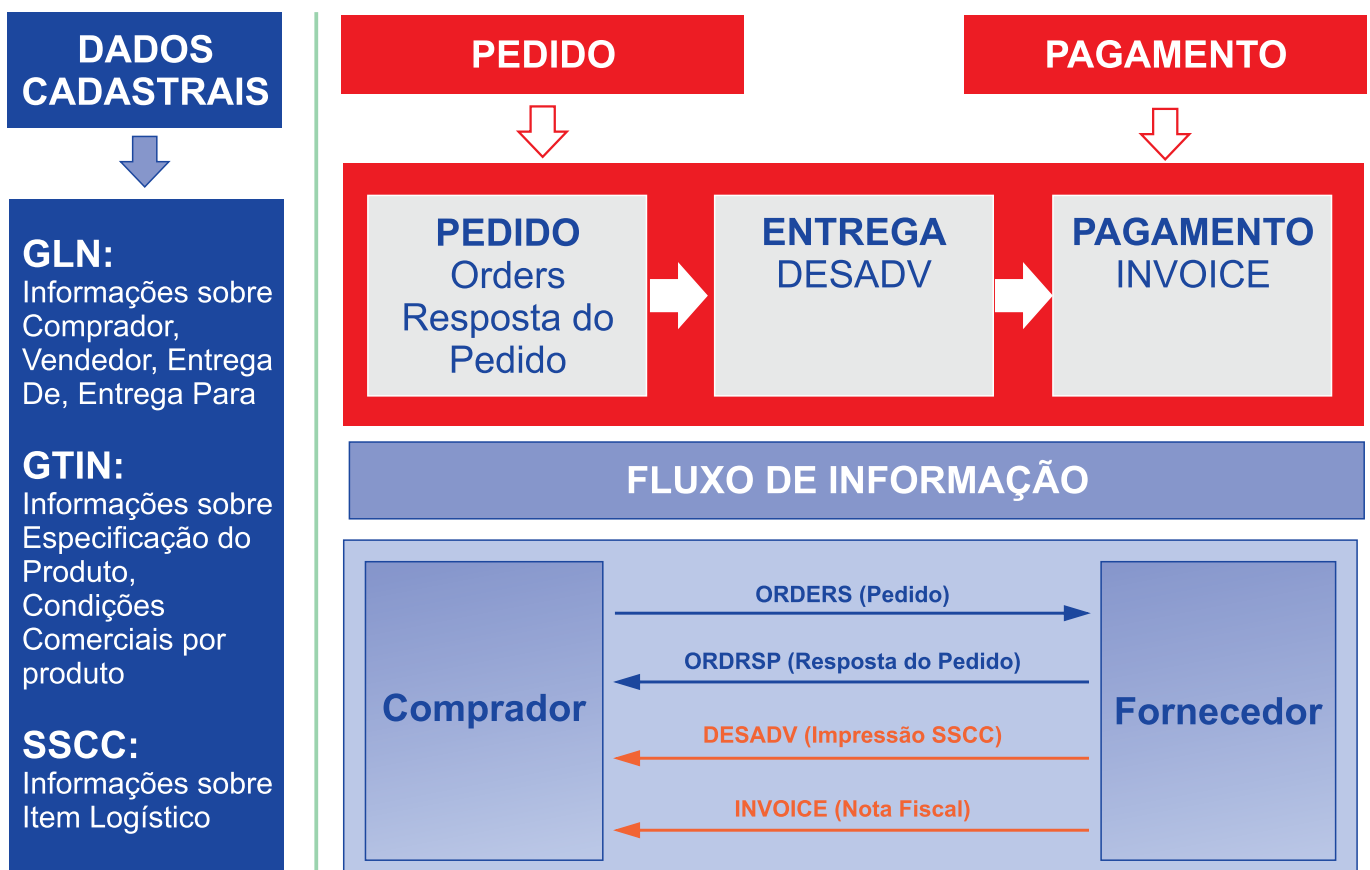 DADOS
CADASTRAIS
GLN:
Informações sobre
Comprador,
Vendedor, Entrega
De, Entrega Para
GTIN:
Informações sobre
Especificação do
Produto,
Condições
Comerciais por
produto
SSCC:
Informações sobre
Item Logístico
PEDIDO
PAGAMENTO
PEDIDO
Orders
Resposta do
Pedido
ENTREGA
DESADV
PAGAMENTO
INVOICE
FLUXO DE INFORMAÇÃO
Comprador
ORDERS (Pedido)
ORDRSP (Resposta do Pedido)
DESADV (Impressão SSCC)
INVOICE (Nota Fiscal)
Fornecedor